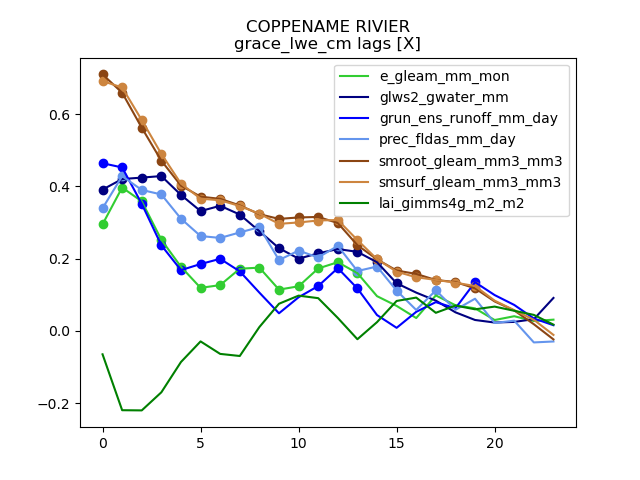 COPPENAME RIVIER
grace_lwe_cm lags [X]
e_gleam_mm_mon
glws2_gwater_mm
grun_ens_runoff_mm_day
prec_fldas_mm_day
smroot_gleam_mm3_mm3
smsurf_gleam_mm3_mm3
lai_gimms4g_m2_m2
0.6
0.4
0.2
0.0
−0.2
0 5 10 15 20